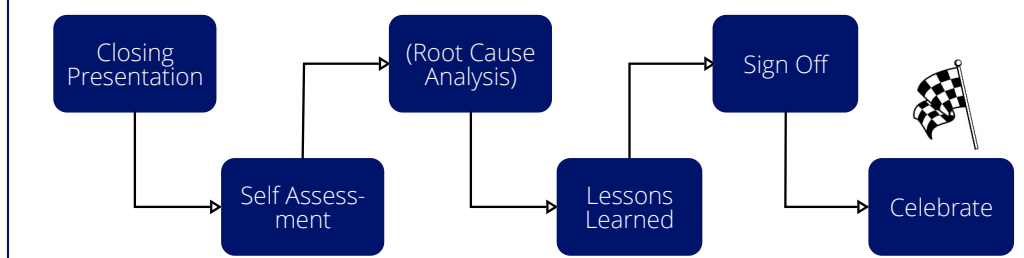 Closing
Presentation
Self Assess-
ment
(Root Cause
Analysis)
Lessons
Learned
Sign Off
Celebrate